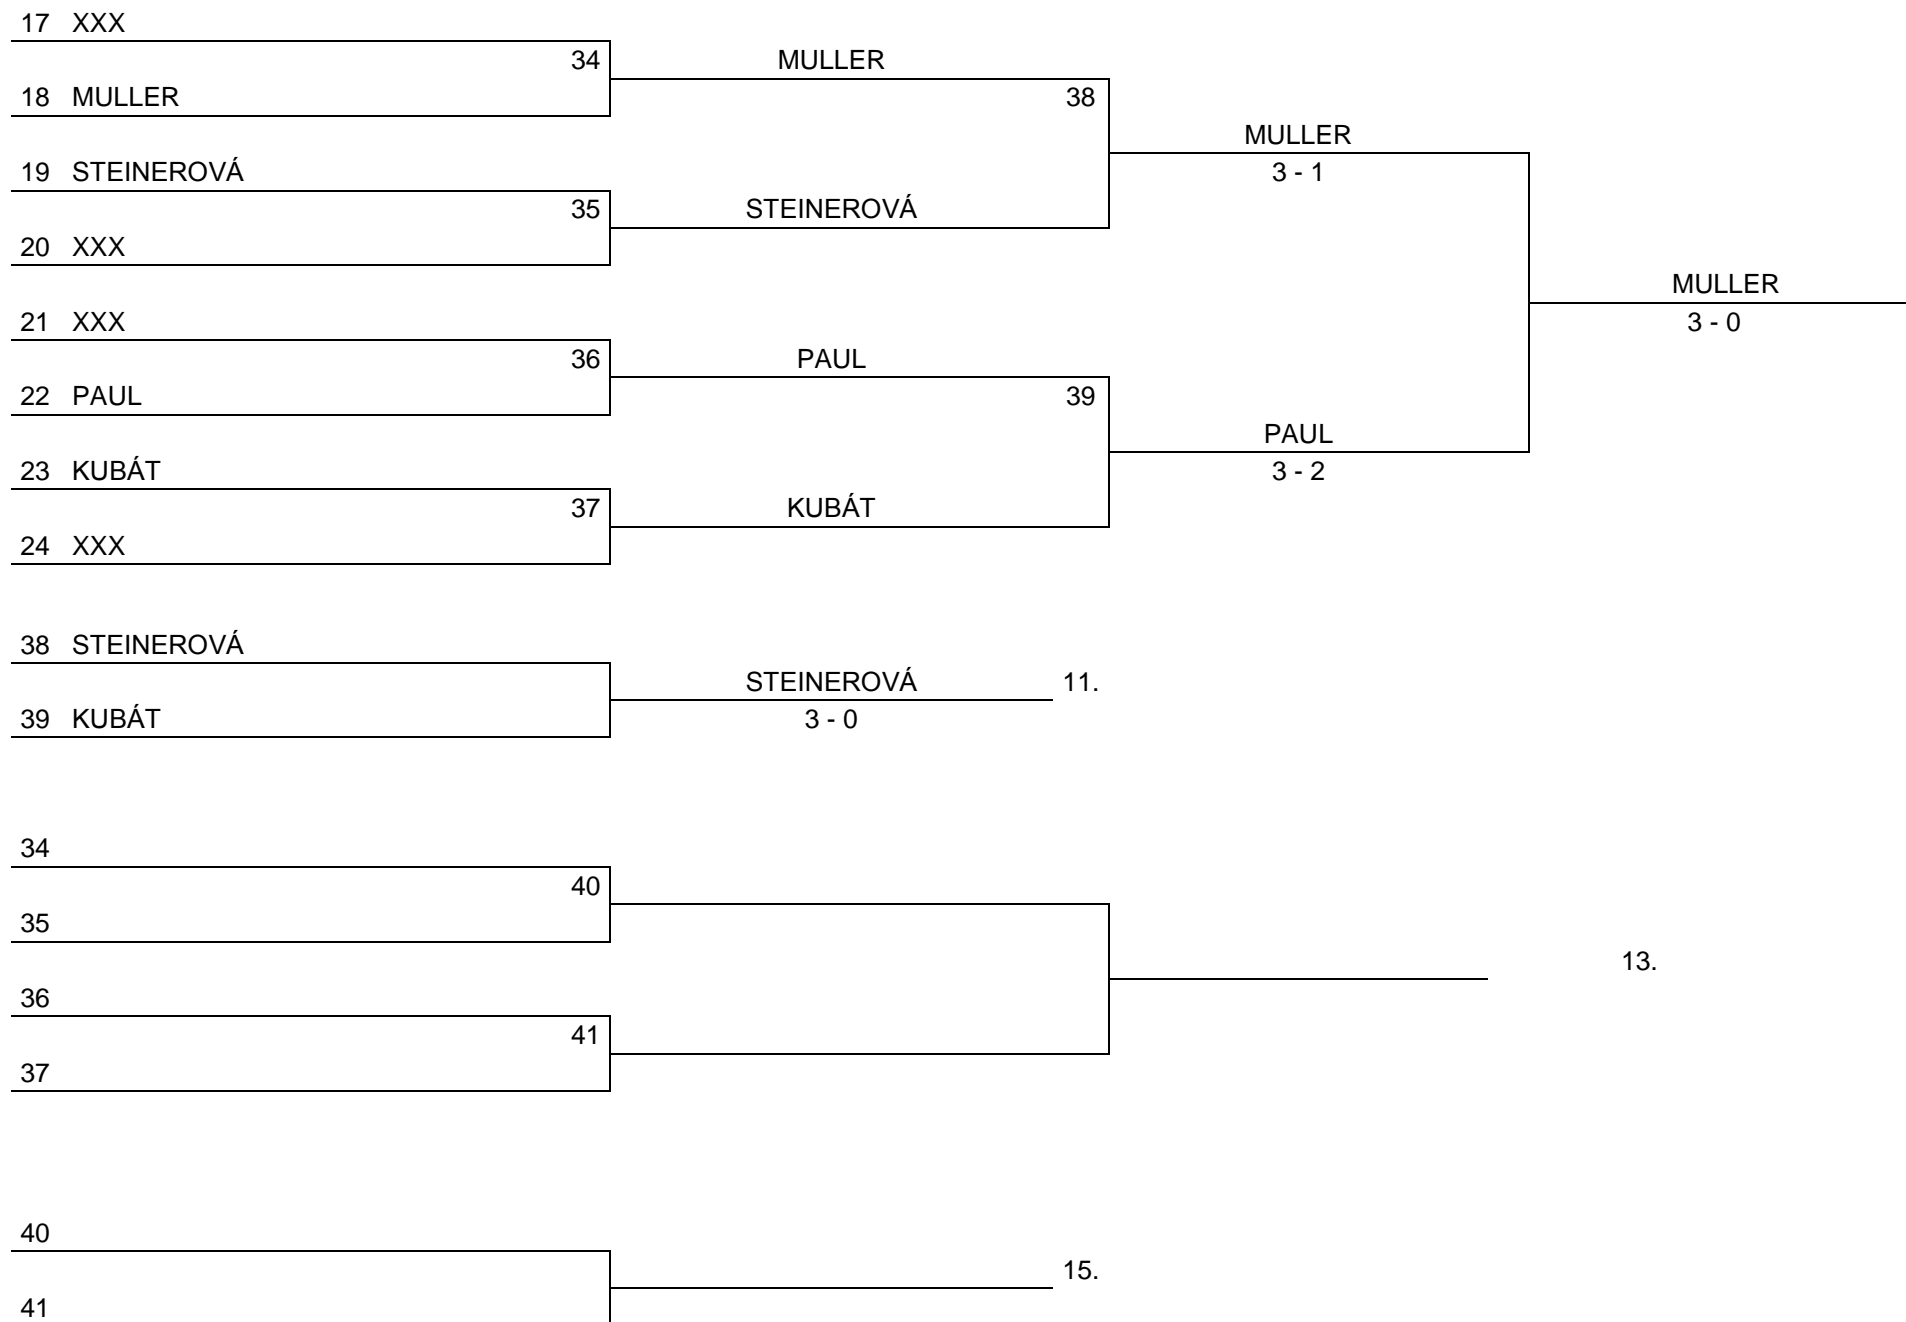 17 XXX
34 MULLER
18 MULLER 38
MULLER
19 STEINEROVÁ 3 - 1
35 STEINEROVÁ
20 XXX
MULLER
21 XXX 3 - 0
36 PAUL
22 PAUL 39
PAUL
23 KUBÁT 3 - 2
37 KUBÁT
24 XXX
38 STEINEROVÁ
STEINEROVÁ 11.
39 KUBÁT 3 - 0
34
40
35
13.
36
41
37
40
15.
41